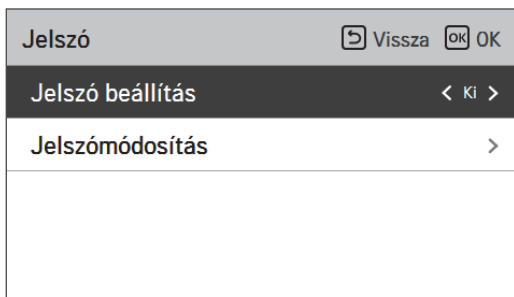 Jelszó Vissza OK OK
Jelszó beállítás < Ki >
Jelszómódosítás >